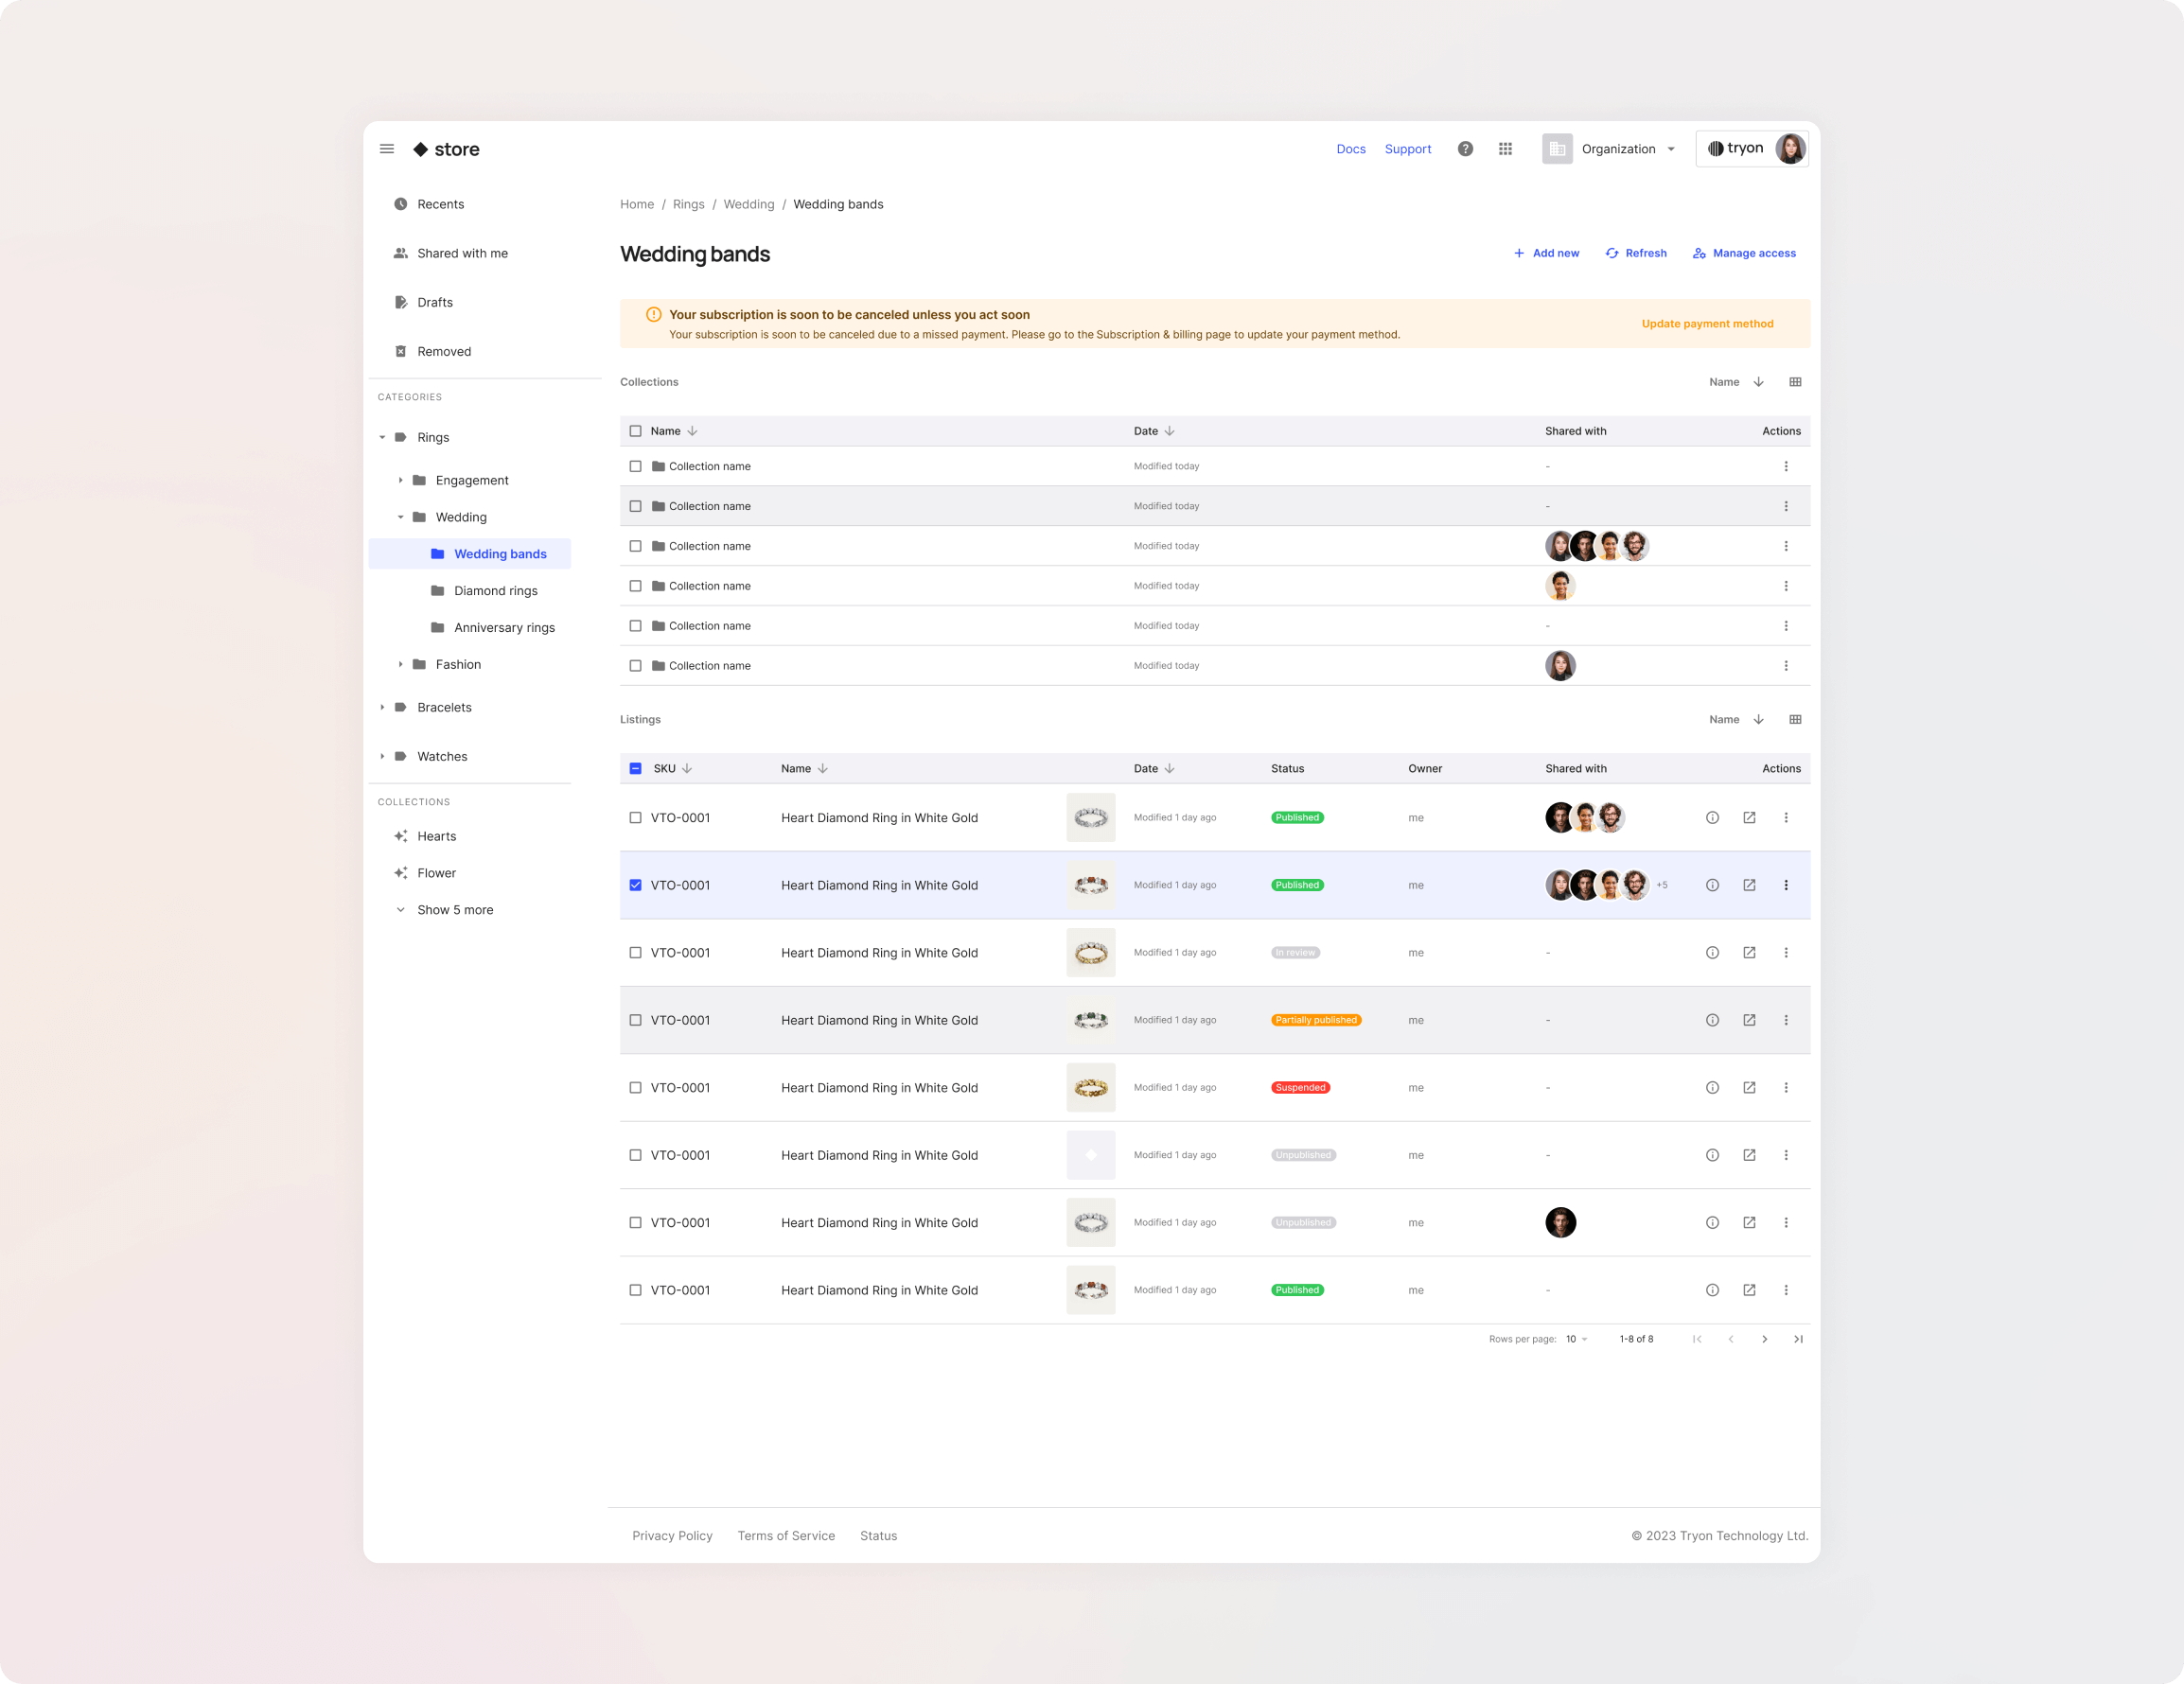 store
Docs Support Organization tryon
Recents
Shared with me
Drafts
Removed
CATEGORIES
Rings
Engagement
Wedding
Wedding bands
Diamond rings
Anniversary rings
Fashion
Bracelets
Watches
COLLECTIONS
Hearts
Flower
Show 5 more
Home / Rings / Wedding / Wedding bands
Wedding bands
Add new Refresh Manage access
Your subscription is soon to be canceled unless you act soon
Your subscription is soon to be canceled due to a missed payment. Please go to the Subscription & billing page to update your payment method.
Update payment method
Collections Name
Name Date Shared with Actions
Collection name Modified today -
Collection name Modified today -
Collection name Modified today
Collection name Modified today
Collection name Modified today -
Collection name Modified today
Listings Name
SKU Name Date Status Owner Shared with Actions
VTO-0001 Heart Diamond Ring in White Gold Modified 1 day ago Published me
VTO-0001 Heart Diamond Ring in White Gold Modified 1 day ago Published me +5
VTO-0001 Heart Diamond Ring in White Gold Modified 1 day ago In review me -
VTO-0001 Heart Diamond Ring in White Gold Modified 1 day ago Partially published me -
VTO-0001 Heart Diamond Ring in White Gold Modified 1 day ago Suspended me -
VTO-0001 Heart Diamond Ring in White Gold Modified 1 day ago Unpublished me -
VTO-0001 Heart Diamond Ring in White Gold Modified 1 day ago Unpublished me
VTO-0001 Heart Diamond Ring in White Gold Modified 1 day ago Published me -
Rows per page: 10 1-8 of 8
Privacy Policy Terms of Service Status © 2023 Tryon Technology Ltd.